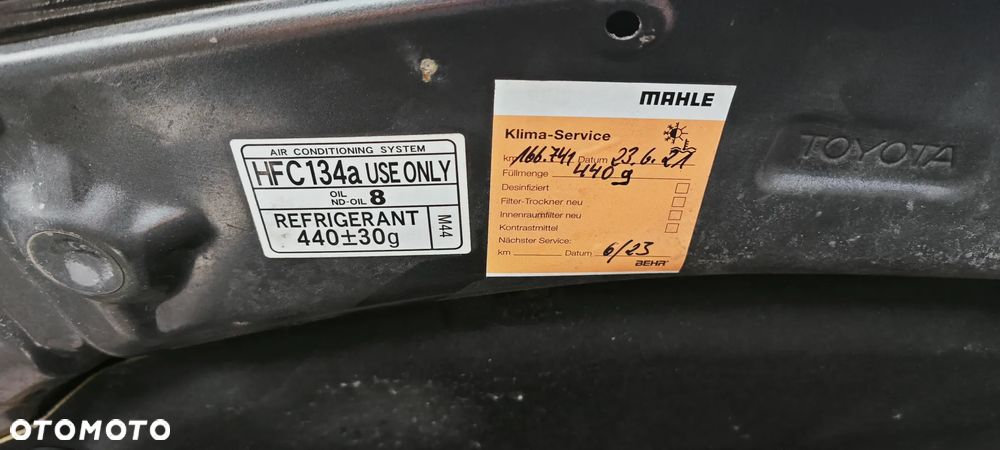 AIR CONDITIONING SYSTEM
HFC134a USE ONLY
OIL
ND-OIL 8
REFRIGERANT
440±30g
M44
MAHLE
Klima-Service
km 166.741 Datum 23.6.21
Füllmenge 440g
Desinfiziert
Filter-Trockner neu
Innenraumfilter neu
Kontrastmittel
Nächster Service:
km Datum 6/23
BEHR
TOYOTA
OTOMOTO